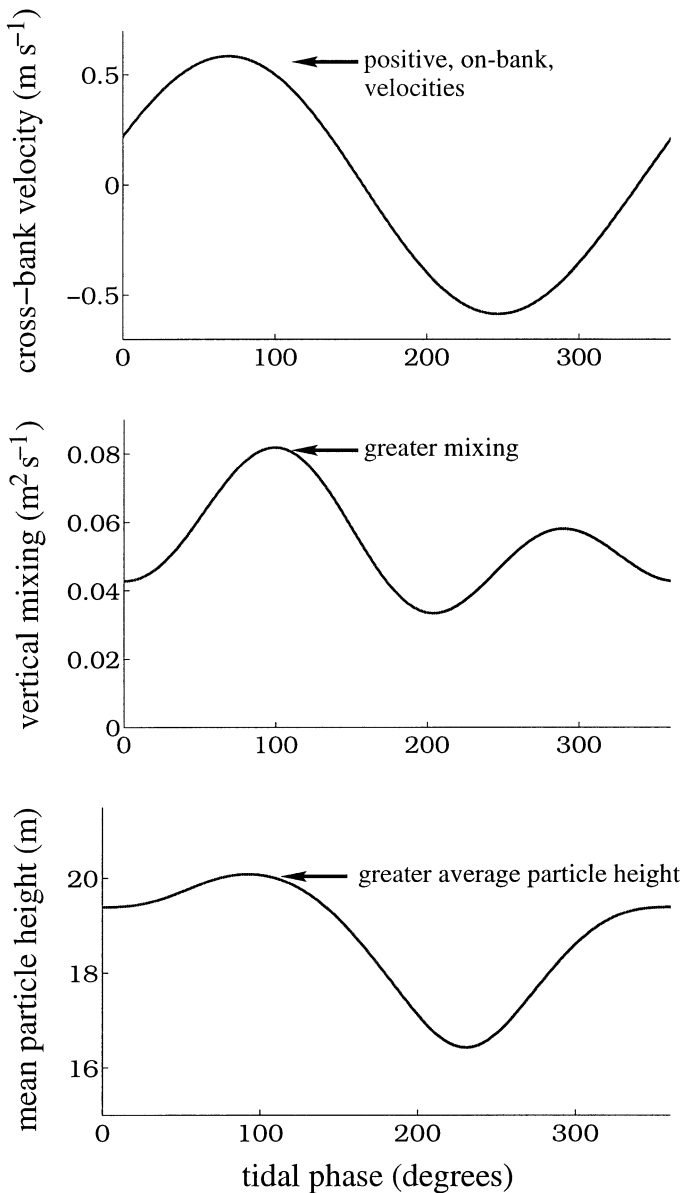 cross−bank velocity (m s⁻¹)
0.5
0
−0.5
positive, on-bank,
velocities
0 100 200 300
vertical mixing (m² s⁻¹)
0.08
0.06
0.04
0.02
0
greater mixing
0 100 200 300
mean particle height (m)
20
18
16
greater average particle height
0 100 200 300
tidal phase (degrees)